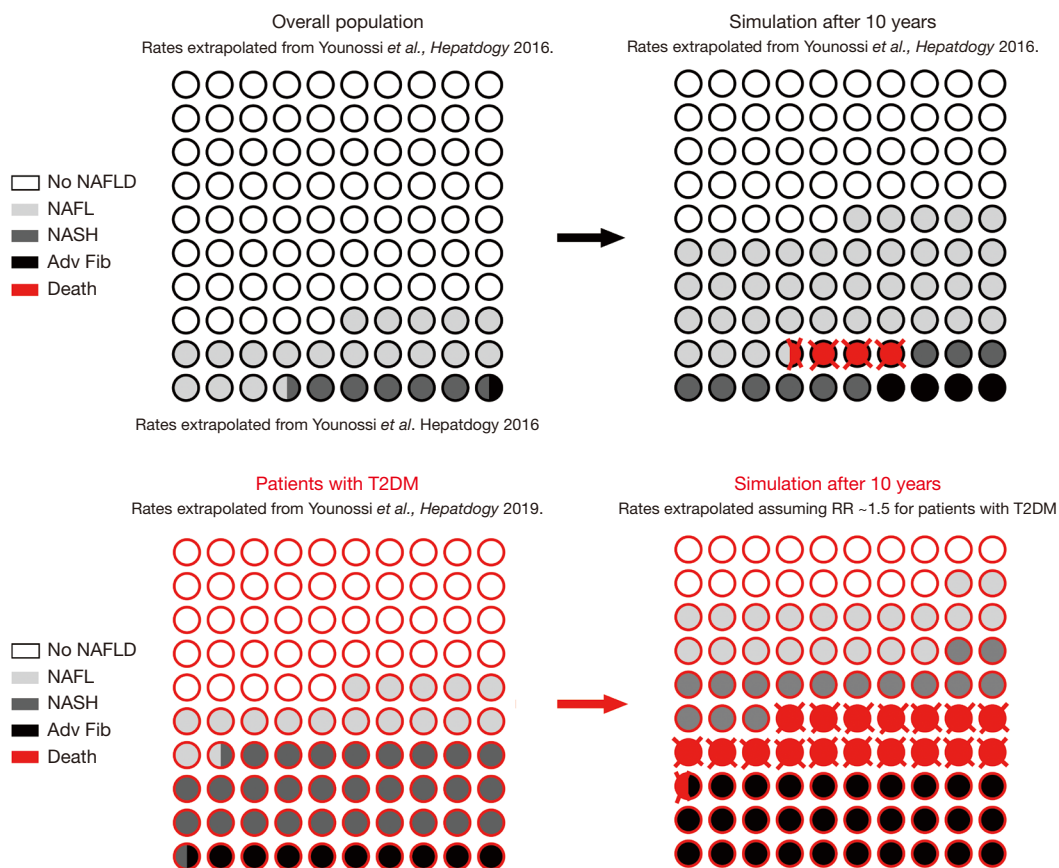 Overall population
Rates extrapolated from Younossi et al., Hepatdogy 2016.
Simulation after 10 years
Rates extrapolated from Younossi et al., Hepatdogy 2016.
No NAFLD
NAFL
NASH
Adv Fib
Death
Rates extrapolated from Younossi et al. Hepatdogy 2016
Patients with T2DM
Rates extrapolated from Younossi et al., Hepatdogy 2019.
Simulation after 10 years
Rates extrapolated assuming RR ~1.5 for patients with T2DM
No NAFLD
NAFL
NASH
Adv Fib
Death